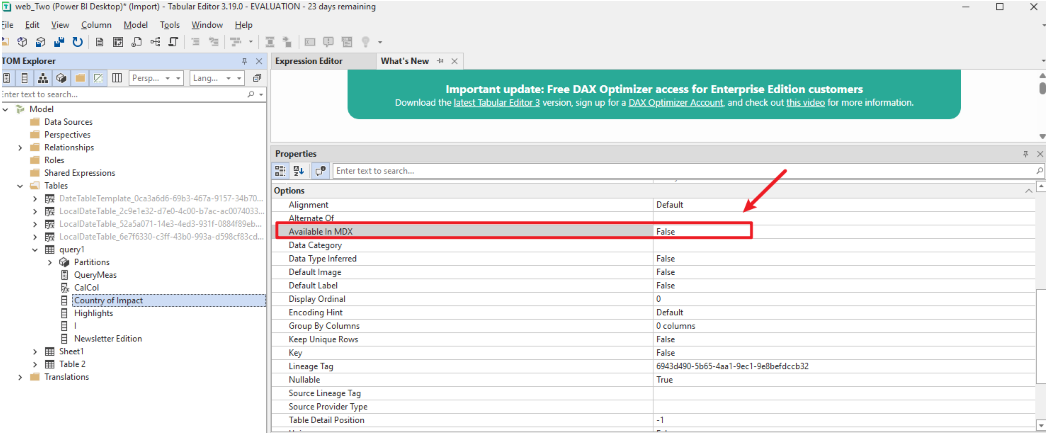 web_Two (Power BI Desktop)* (Import) - Tabular Editor 3.19.0 - EVALUATION - 23 days remaining
File Edit View Column Model Tools Window Help
Persp...
Lang...
TOM Explorer
Enter text to search...
Model
Data Sources
Perspectives
Relationships
Roles
Shared Expressions
Tables
DateTableTemplate_0ca3a6d6-69b3-467a-9157-34b70...
LocalDateTable_2c9e1e32-d7e0-4c00-b7ac-ac0074033...
LocalDateTable_52a5a071-14e3-4ed3-931f-0884f89eb...
LocalDateTable_6e7f6330-c3ff-43b0-993a-d598cf83cd...
query1
Partitions
QueryMeas
CalCol
Country of Impact
Highlights
I
Newsletter Edition
Sheet1
Table 2
Translations
Expression Editor
What's New
Important update: Free DAX Optimizer access for Enterprise Edition customers
Download the latest Tabular Editor 3 version, sign up for a DAX Optimizer Account, and check out this video for more information.
Properties
Enter text to search...
Options
Alignment Default
Alternate Of
Available In MDX False
Data Category
Data Type Inferred False
Default Image False
Default Label False
Display Ordinal 0
Encoding Hint Default
Group By Columns 0 columns
Keep Unique Rows False
Key False
Lineage Tag 6943d490-5b65-4aa1-9ec1-9e8befdccb32
Nullable True
Source Lineage Tag
Source Provider Type
Table Detail Position -1